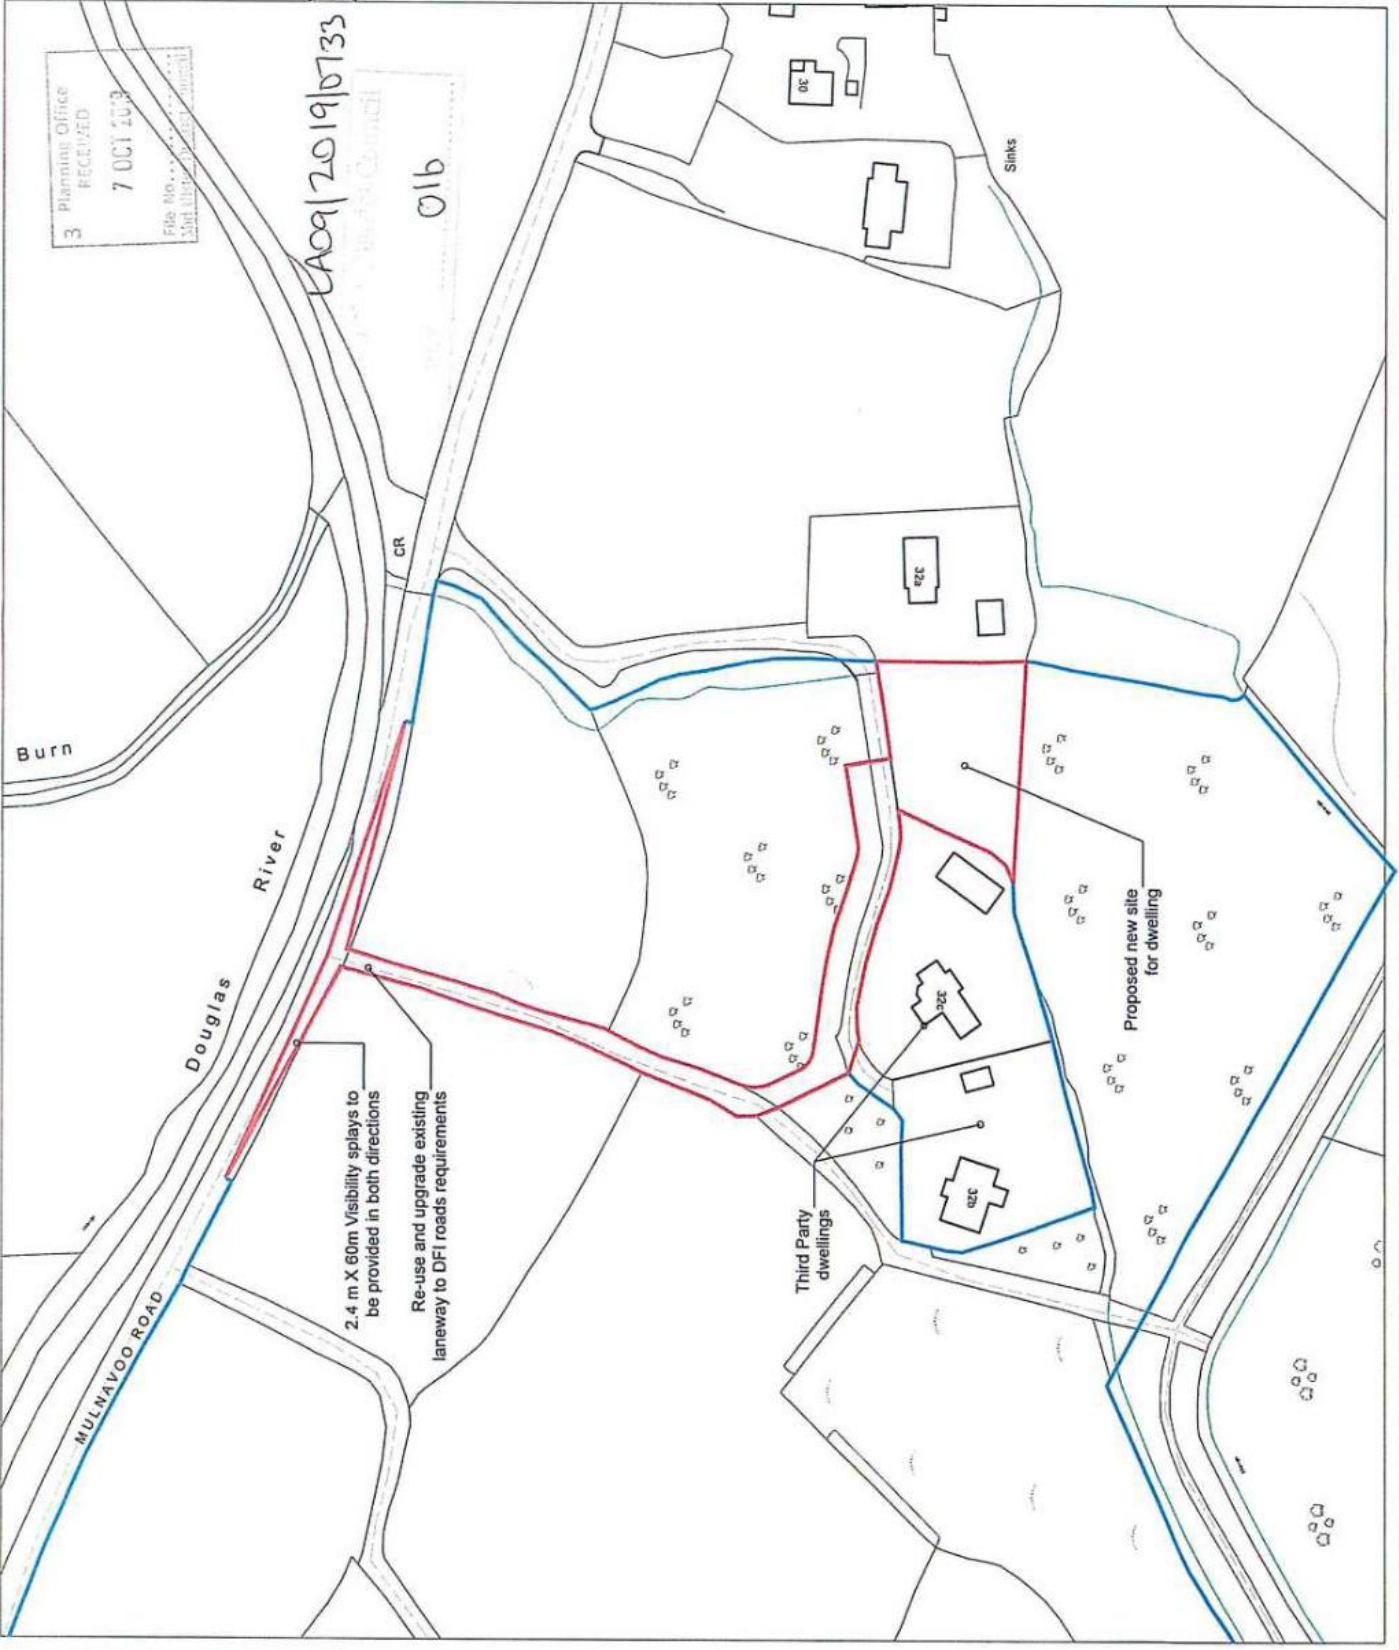 3 Planning Office
RECEIVED
7 OCT 2019
File No.
LA09/2019/0733
Council
01b
30
Sinks
CR
32a
Burn
River
Douglas
Proposed new site
for dwelling
32c
32b
2.4 m X 60m Visibility splays to
be provided in both directions
Re-use and upgrade existing
laneway to DFI roads requirements
Third Party
dwellings
MULNAVOO ROAD